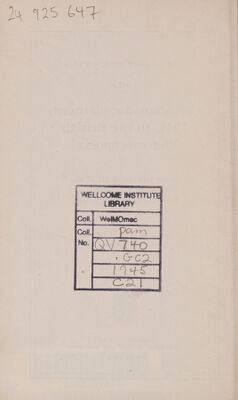 24 925 647
WELLCOME INSTITUTE
LIBRARY
Coll. WelMOmec
Coll. pam
No. QV740
.GC2
1945
C21